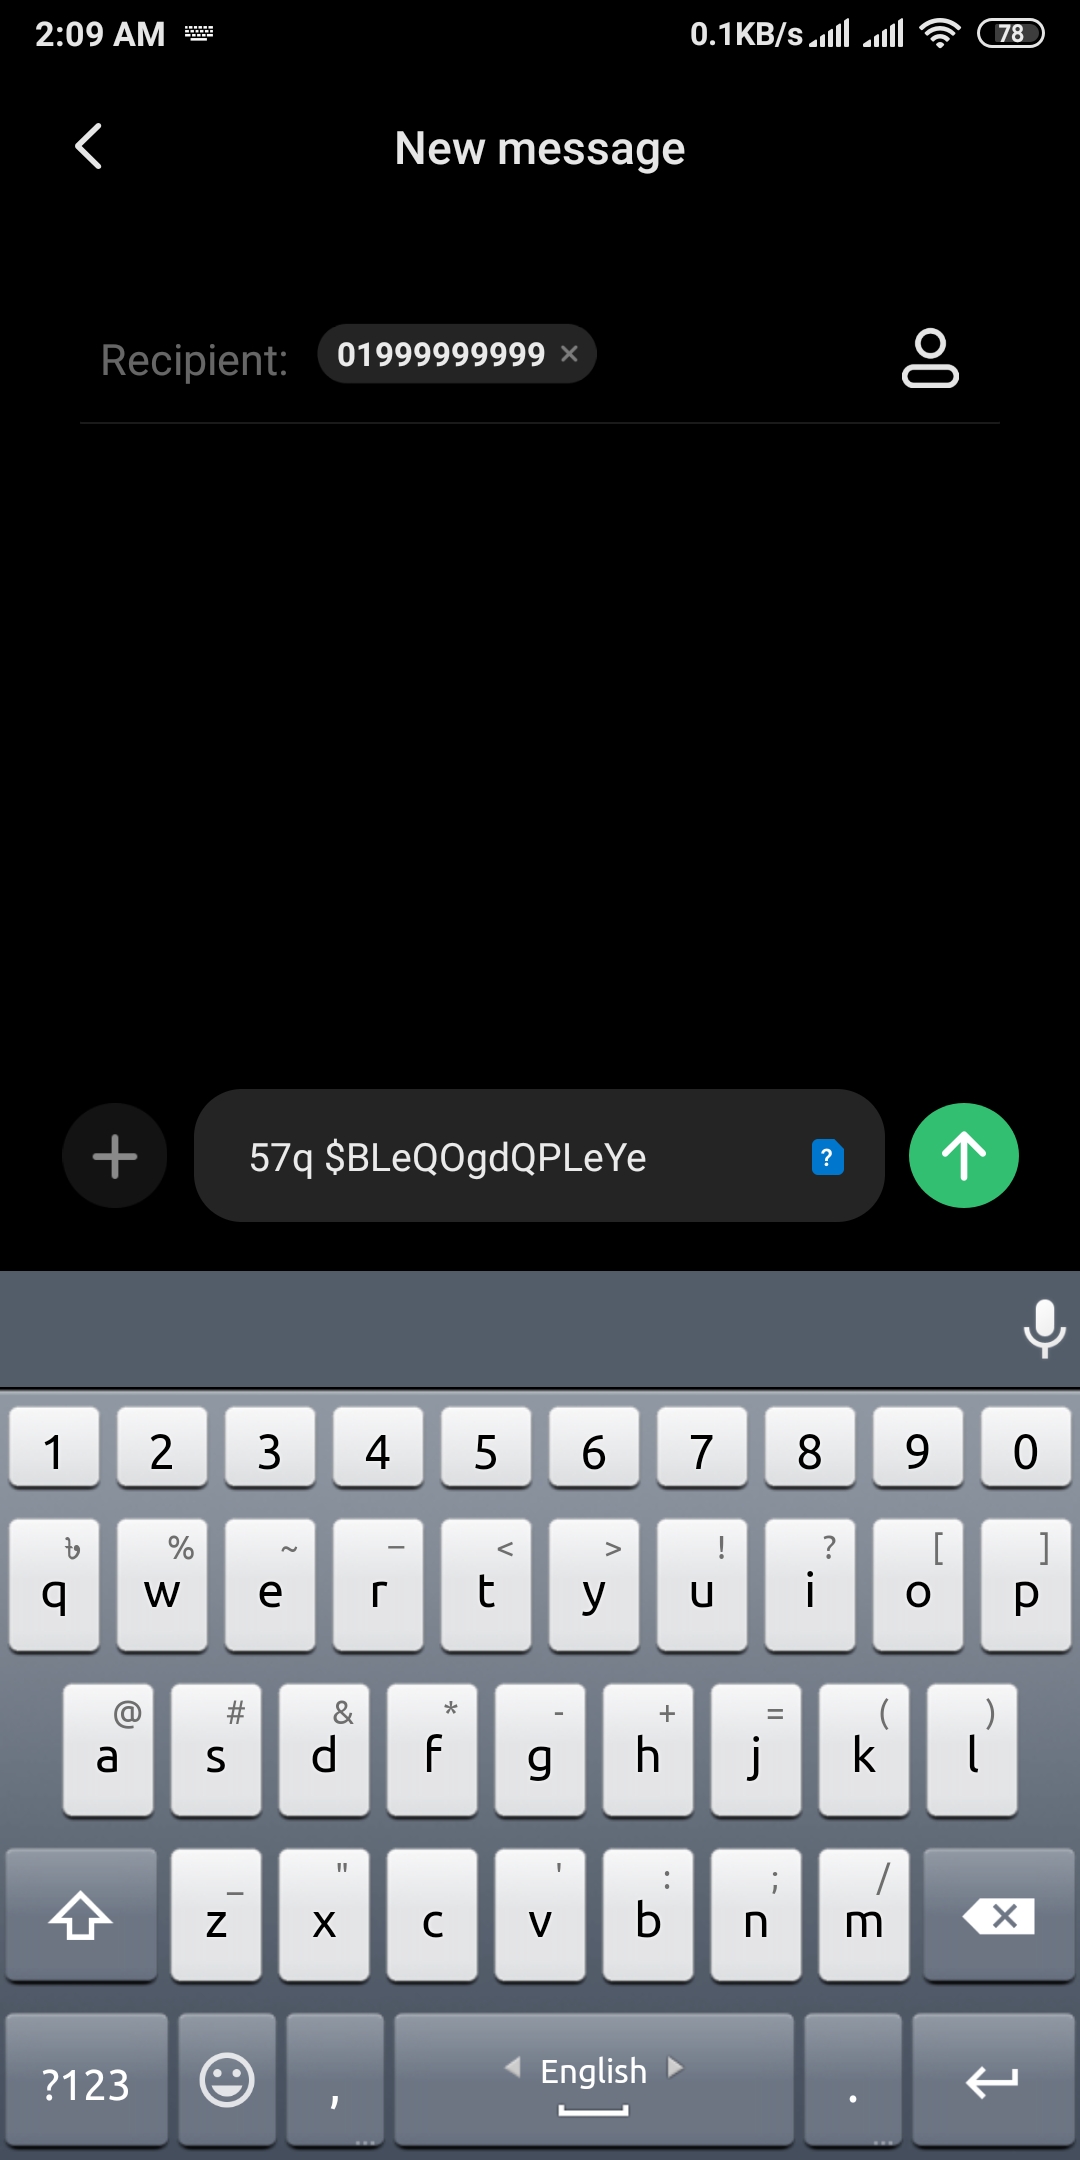 2:09 AM 0.1KB/s 78
New message
Recipient: 01999999999 ×
57q $BLeQOgdQPLeYe ?
1 2 3 4 5 6 7 8 9 0
৳ % ~ – < > ! ? [ ]
q w e r t y u i o p
@ # & * - + = ( )
a s d f g h j k l
_ " ' : ; /
z x c v b n m
?123 , English .